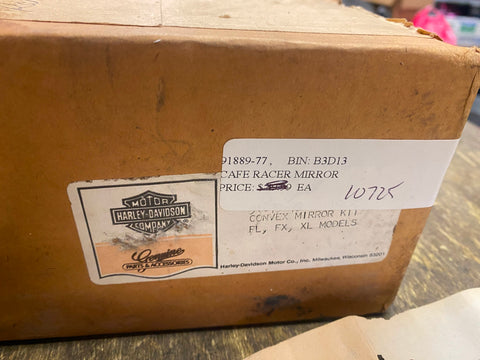 91889-77, BIN: B3D13
CAFE RACER MIRROR
PRICE: EA
10725
MOTOR
HARLEY-DAVIDSON
COMPANY
Genuine
PARTS & ACCESSORIES
CONVEX MIRROR KIT
FL, FX, XL MODELS
Harley-Davidson Motor Co., Inc. Milwaukee, Wisconsin 53201